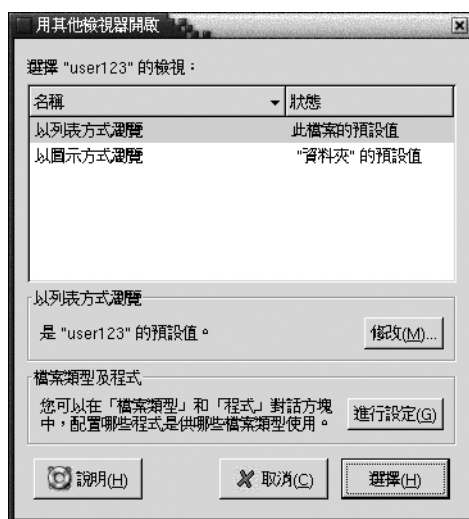 用其他檢視器開啟
選擇 "user123" 的檢視：
名稱 狀態
以列表方式瀏覽 此檔案的預設值
以圖示方式瀏覽 "資料夾" 的預設值
以列表方式瀏覽
是 "user123" 的預設值。
修改(M)...
檔案類型及程式
您可以在「檔案類型」和「程式」對話方塊
中，配置哪些程式是供哪些檔案類型使用。
進行設定(G)
說明(H) 取消(C) 選擇(H)